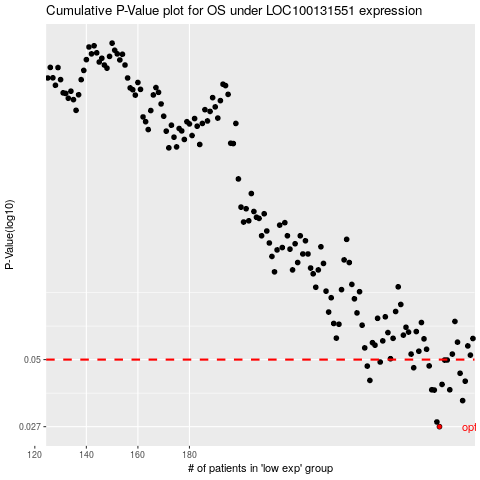 Cumulative P-Value plot for OS under LOC100131551 expression
P-Value(log10)
0.05
0.027
opt
120 140 160 180
# of patients in 'low exp' group